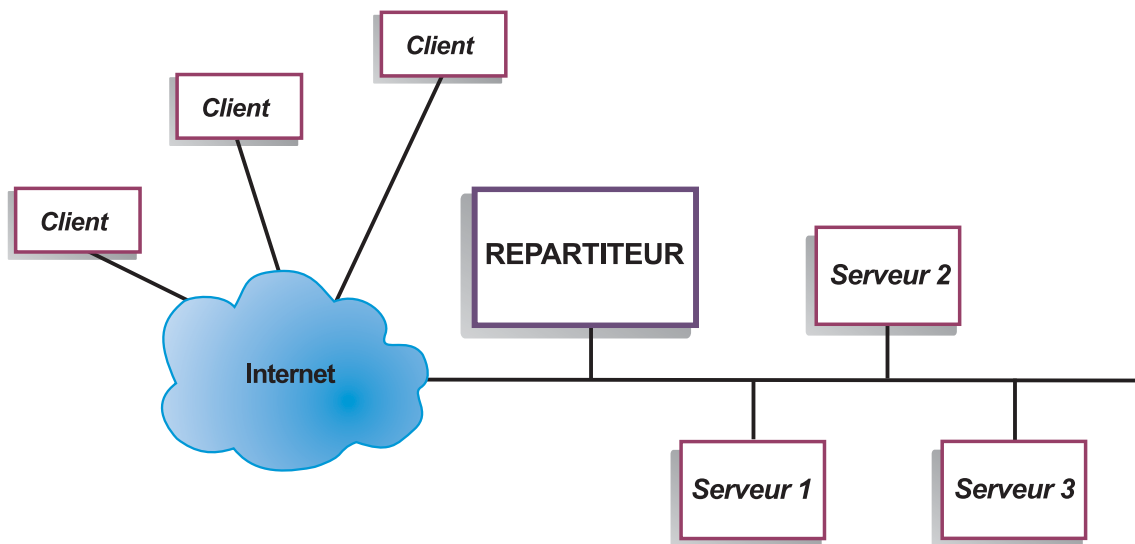 Client
Client
Client
REPARTITEUR
Serveur 2
Internet
Serveur 1
Serveur 3